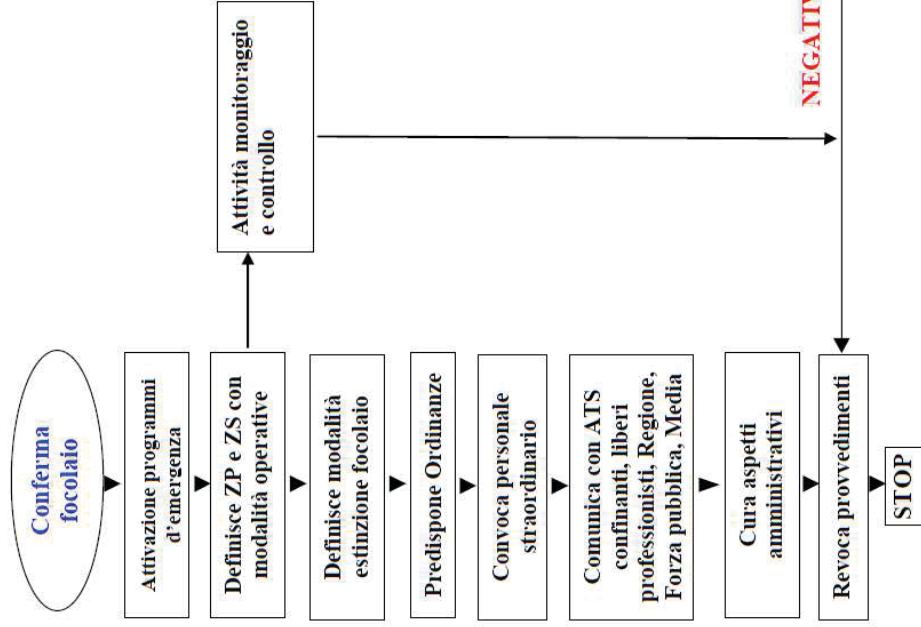 Conferma
focolaio
Attivazione programmi
d'emergenza
Definisce ZP e ZS con
modalità operative
Attività monitoraggio
e controllo
Definisce modalità
estinzione focolaio
Predispone Ordinanze
Convoca personale
straordinario
Comunica con ATS
confinanti, liberi
professionisti, Regione,
Forza pubblica, Media
Cura aspetti
amministrativi
NEGATIV
Revoca provvedimenti
STOP